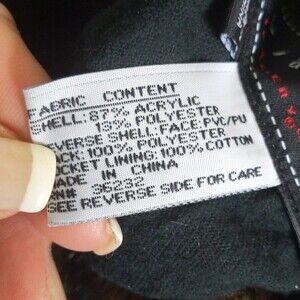 FABRIC CONTENT
SHELL: 87% ACRYLIC
13% POLYESTER
REVERSE SHELL: FACE: PVC/PU
BACK: 100% POLYESTER
POCKET LINING: 100% COTTON
MADE IN CHINA
36232
SEE REVERSE SIDE FOR CARE